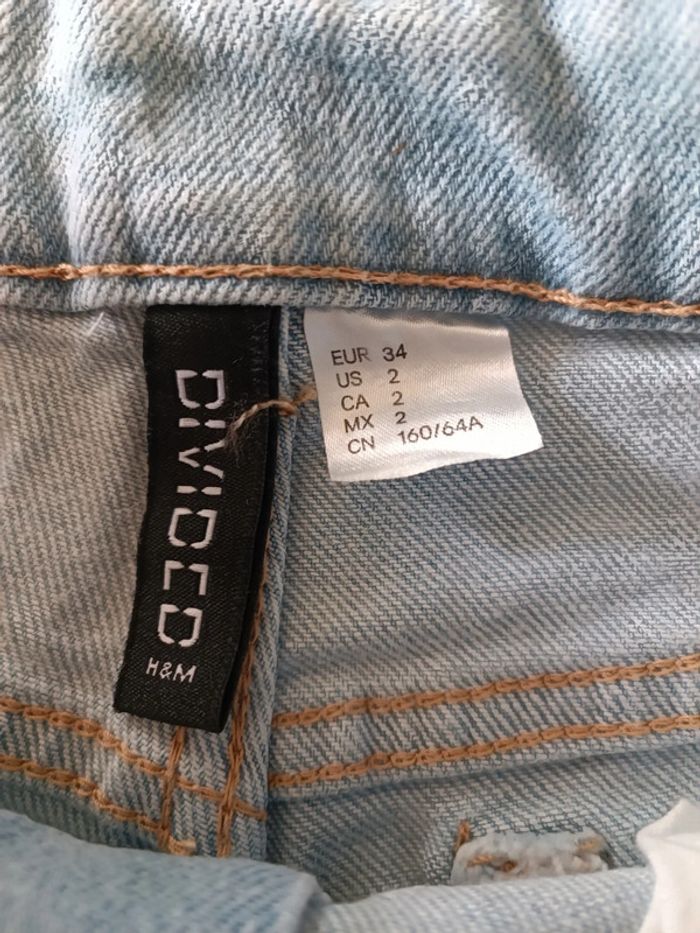 DIVIDED
H&M
EUR 34
US 2
CA 2
MX 2
CN 160/64A